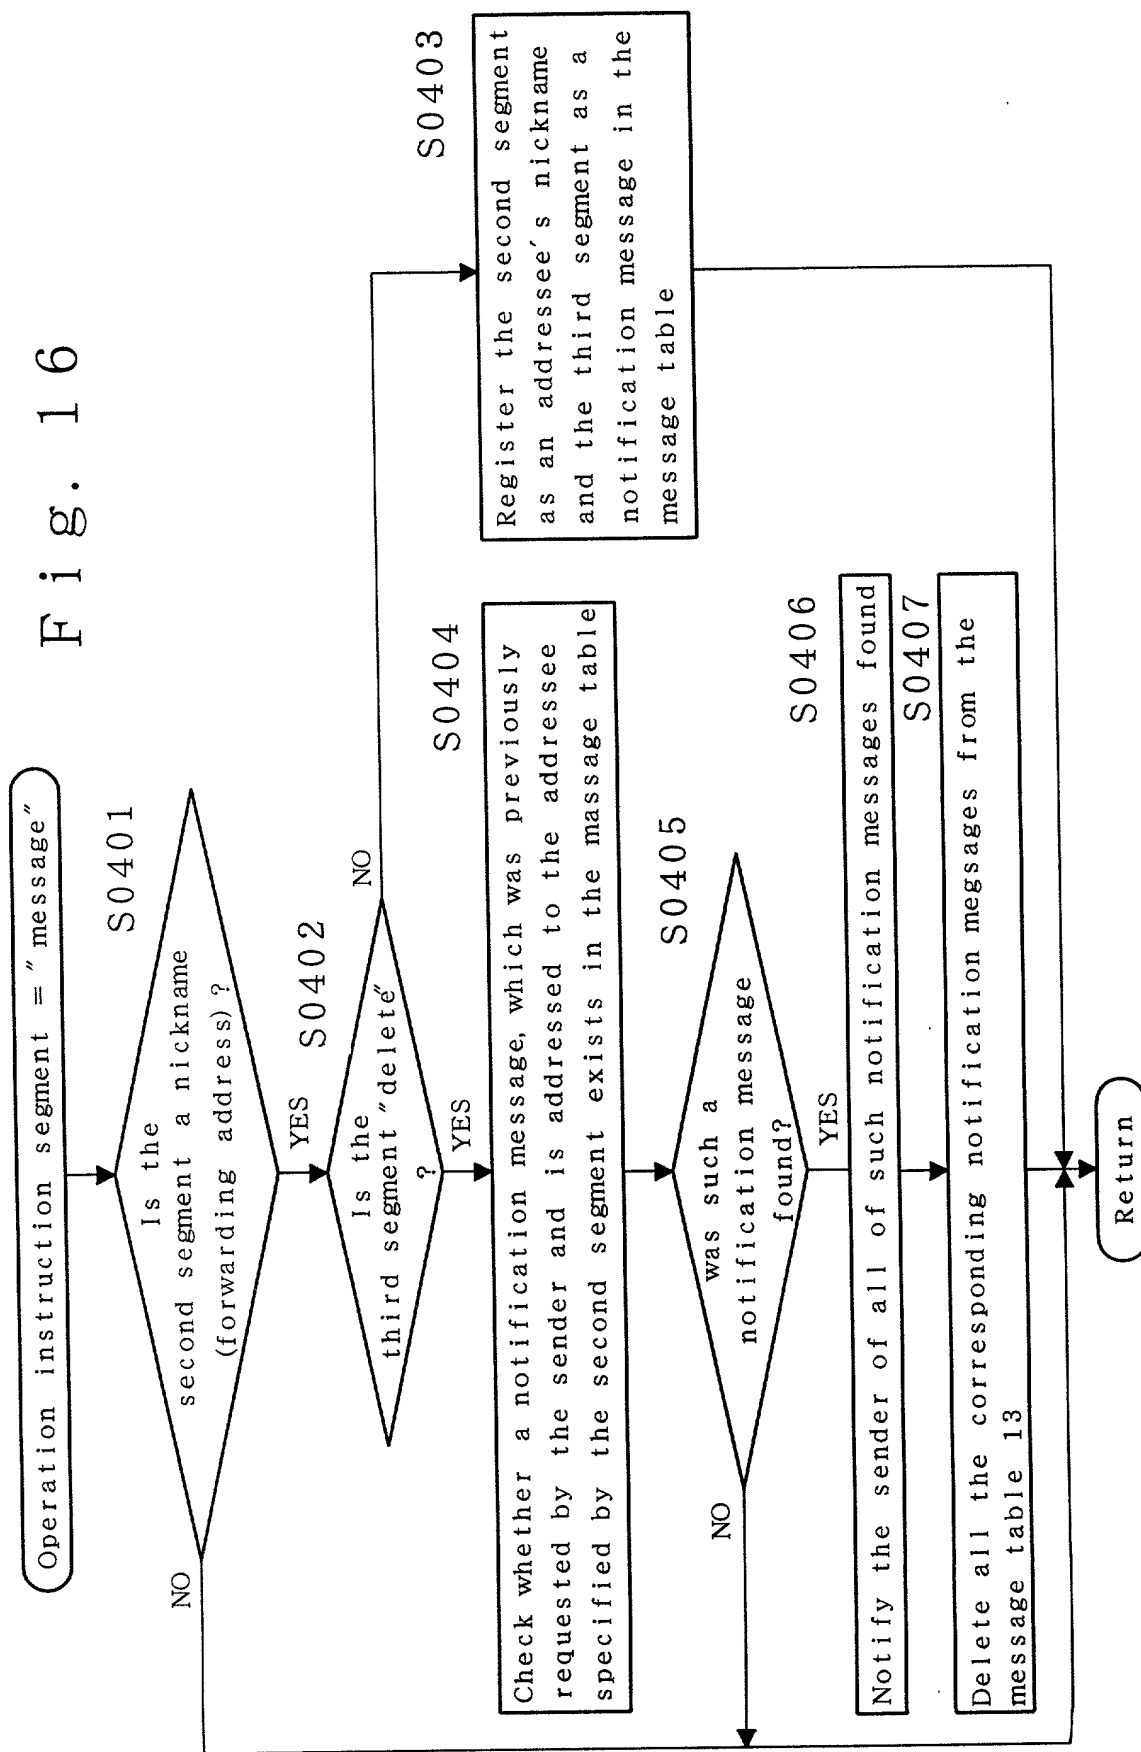 Fig. 16
Operation instruction segment ="message"
S0401
Is the
second segment a nickname
(forwarding address)?
NO
YES
S0402
Is the
third segment "delete"
?
NO
YES
S0403
Register the second segment
as an addressee's nickname
and the third segment as a
notification message in the
message table
S0404
Check whether a notification message, which was previously
requested by the sender and is addressed to the addressee
specified by the second segment exists in the massage table
S0405
was such a
notification message
found?
NO
YES
S0406
Notify the sender of all of such notification messages found
S0407
Delete all the corresponding notification megsages from the
message table 13
Return